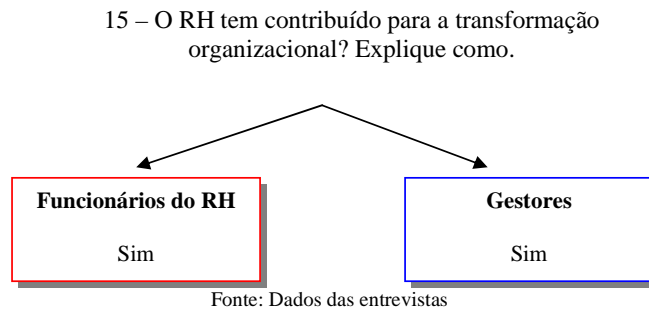 15 – O RH tem contribuído para a transformação
organizacional? Explique como.
Funcionários do RH
Sim
Gestores
Sim
Fonte: Dados das entrevistas